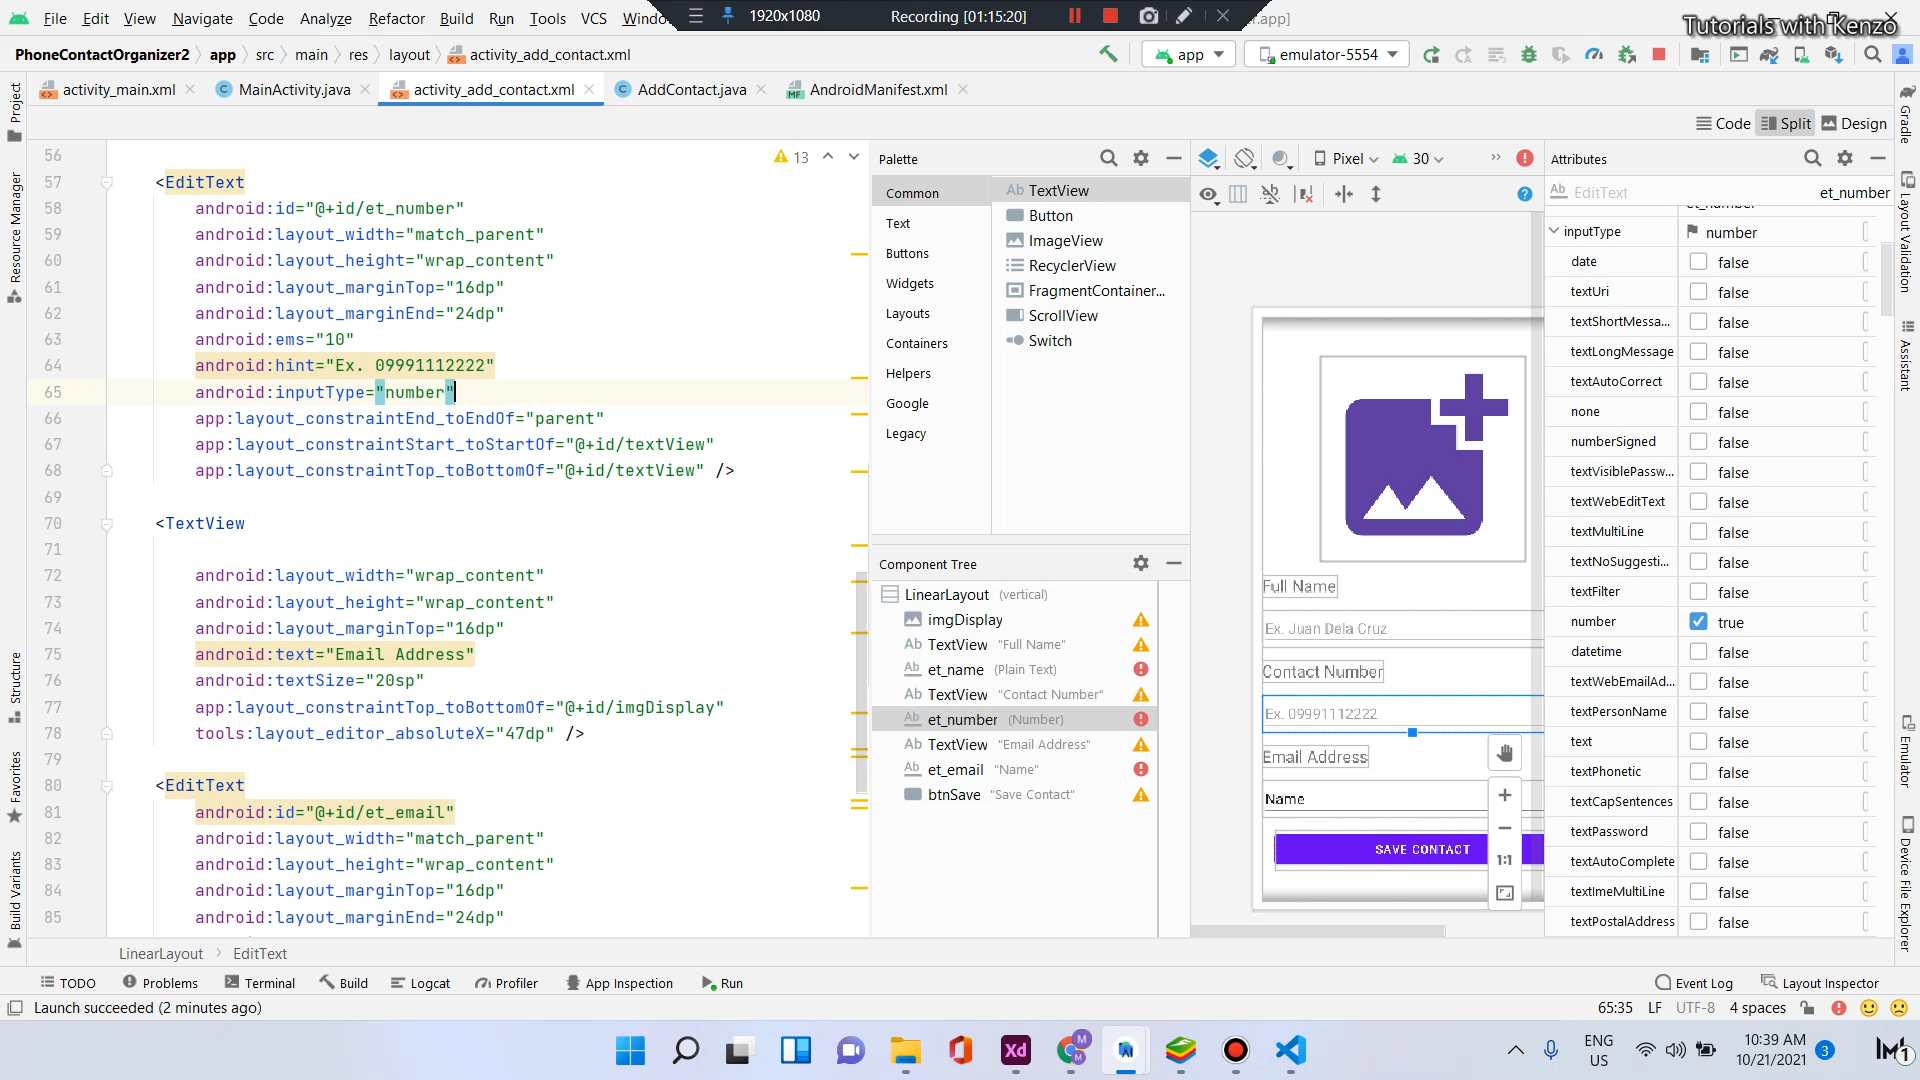 File Edit View Navigate Code Analyze Refactor Build Run Tools VCS
1920x1080 Recording [01:15:20]
Tutorials with Kenzo
PhoneContactOrganizer2 app src main res layout activity_add_contact.xml
app emulator-5554
activity_main.xml MainActivity.java activity_add_contact.xml AddContact.java AndroidManifest.xml
Code Split Design
Project
Resource Manager
Structure
Favorites
Build Variants
56
57 <EditText
58 android:id="@+id/et_number"
59 android:layout_width="match_parent"
60 android:layout_height="wrap_content"
61 android:layout_marginTop="16dp"
62 android:layout_marginEnd="24dp"
63 android:ems="10"
64 android:hint="Ex. 09991112222"
65 android:inputType="number"
66 app:layout_constraintEnd_toEndOf="parent"
67 app:layout_constraintStart_toStartOf="@+id/textView"
68 app:layout_constraintTop_toBottomOf="@+id/textView" />
69
70 <TextView
71
72 android:layout_width="wrap_content"
73 android:layout_height="wrap_content"
74 android:layout_marginTop="16dp"
75 android:text="Email Address"
76 android:textSize="20sp"
77 app:layout_constraintTop_toBottomOf="@+id/imgDisplay"
78 tools:layout_editor_absoluteX="47dp" />
79
80 <EditText
81 android:id="@+id/et_email"
82 android:layout_width="match_parent"
83 android:layout_height="wrap_content"
84 android:layout_marginTop="16dp"
85 android:layout_marginEnd="24dp"
13
LinearLayout EditText
Palette
Common
Text
Buttons
Widgets
Layouts
Containers
Helpers
Google
Legacy
Ab TextView
Button
ImageView
RecyclerView
FragmentContainer...
ScrollView
Switch
Component Tree
LinearLayout (vertical)
imgDisplay
Ab TextView "Full Name"
Ab et_name (Plain Text)
Ab TextView "Contact Number"
Ab et_number (Number)
Ab TextView "Email Address"
Ab et_email "Name"
btnSave "Save Contact"
Pixel 30
Full Name
Ex. Juan Dela Cruz
Contact Number
Ex. 09991112222
Email Address
Name
SAVE CONTACT
1:1
Attributes
Ab EditText et_number
et_number
inputType number
date false
textUri false
textShortMessa... false
textLongMessage false
textAutoCorrect false
none false
numberSigned false
textVisiblePassw... false
textWebEditText false
textMultiLine false
textNoSuggesti... false
textFilter false
number true
datetime false
textWebEmailAd... false
textPersonName false
text false
textPhonetic false
textCapSentences false
textPassword false
textAutoComplete false
textImeMultiLine false
textPostalAddress false
Gradle
Layout Validation
Assistant
Emulator
Device File Explorer
TODO Problems Terminal Build Logcat Profiler App Inspection Run Event Log Layout Inspector
Launch succeeded (2 minutes ago) 65:35 LF UTF-8 4 spaces
Xd
M
M
ENG
US
10:39 AM
10/21/2021
3
1